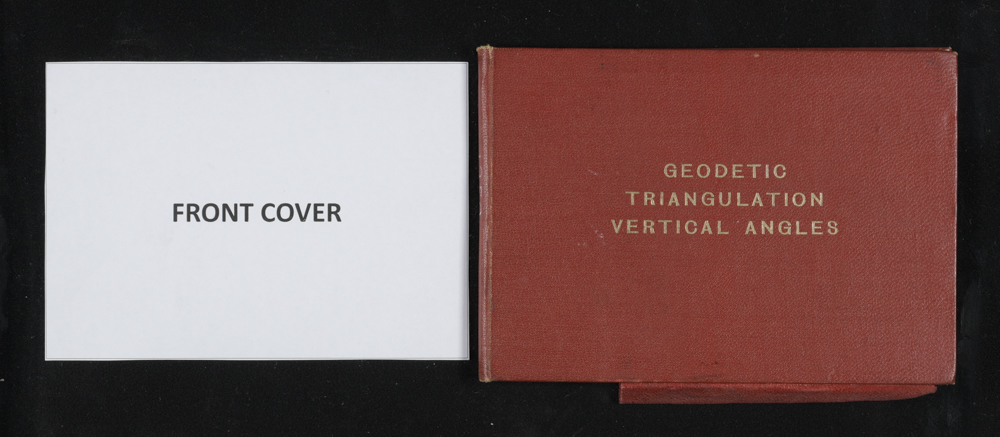 FRONT COVER
GEODETIC
TRIANGULATION
VERTICAL ANGLES